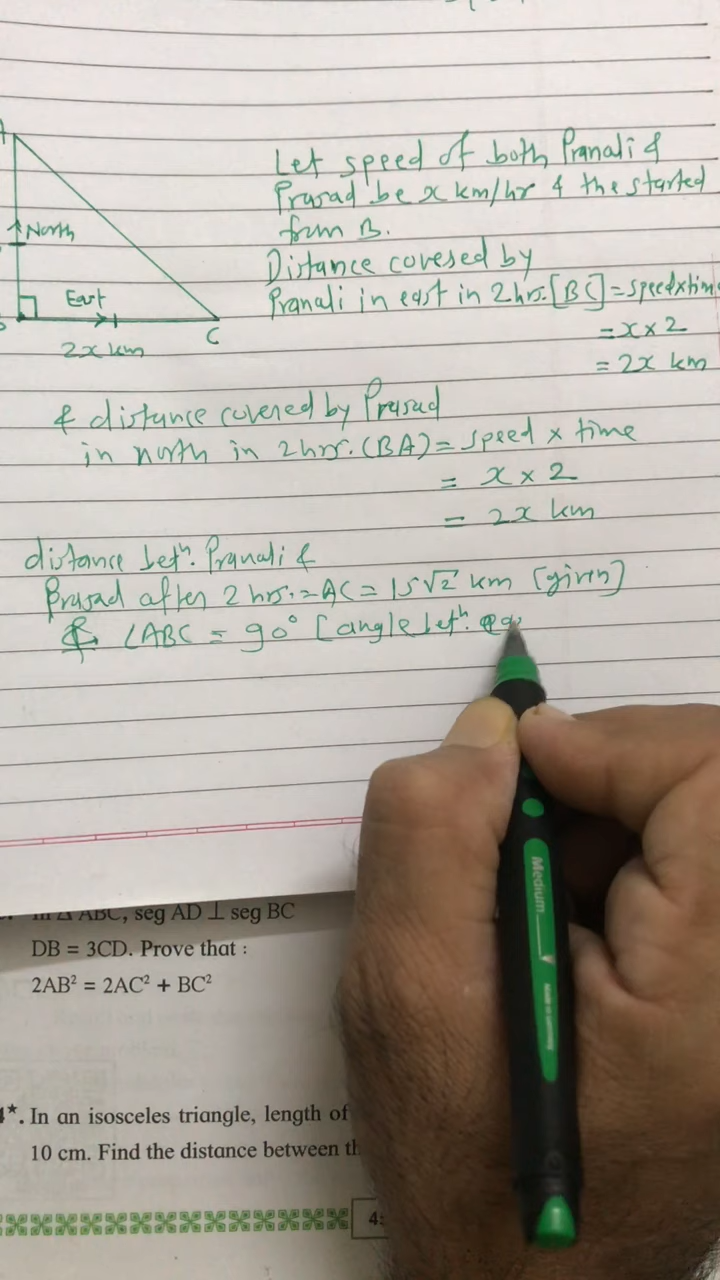 North
East
2x km
C
Let speed of both Pranali &
Prasad be x km/hr & the started
from B.
Distance covered by
Pranali in east in 2 hrs. [BC] = speed x tim
= x x 2
= 2x km
& distance covered by Prasad
in north in 2 hrs. (BA) = speed x time
= x x 2
= 2x km
distance betⁿ. Pranali &
Prasad after 2 hrs. = AC = 15√2 km [given]
∠ABC = 90° [angle betⁿ.
in △ ABC, seg AD ⊥ seg BC
DB = 3CD. Prove that :
2AB² = 2AC² + BC²
★. In an isosceles triangle, length of
10 cm. Find the distance between
Medium